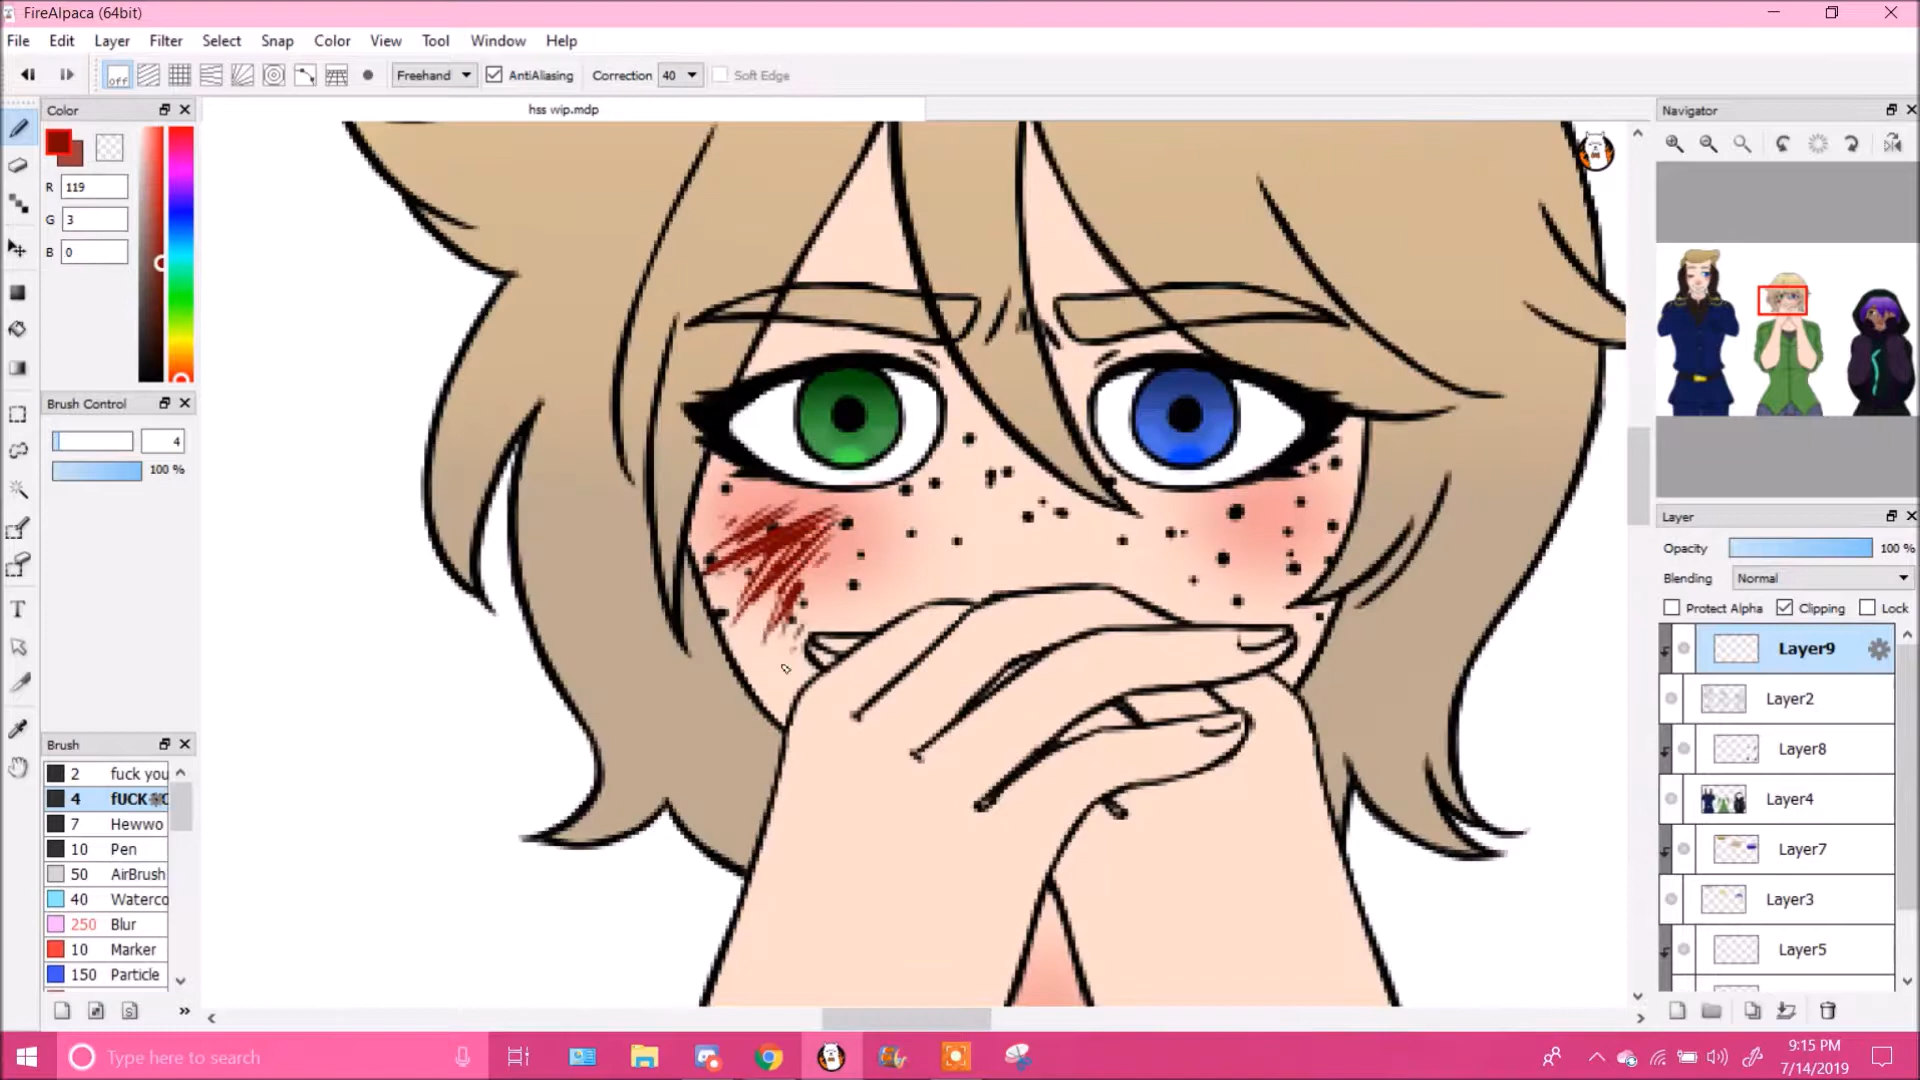 FireAlpaca (64bit)
File Edit Layer Filter Select Snap Color View Tool Window Help
off Freehand AntiAliasing Correction 40 Soft Edge
Color
hss wip.mdp
Navigator
R 119
G 3
B 0
Brush Control
4
100 %
Layer
Opacity 100 %
Blending Normal
Protect Alpha Clipping Lock
Layer9
Layer2
Layer8
Layer4
Layer7
Layer3
Layer5
Brush
2 fuck you
4 fUCK
7 Hewwo
10 Pen
50 AirBrush
40 Waterco
250 Blur
10 Marker
150 Particle
Type here to search
9:15 PM
7/14/2019